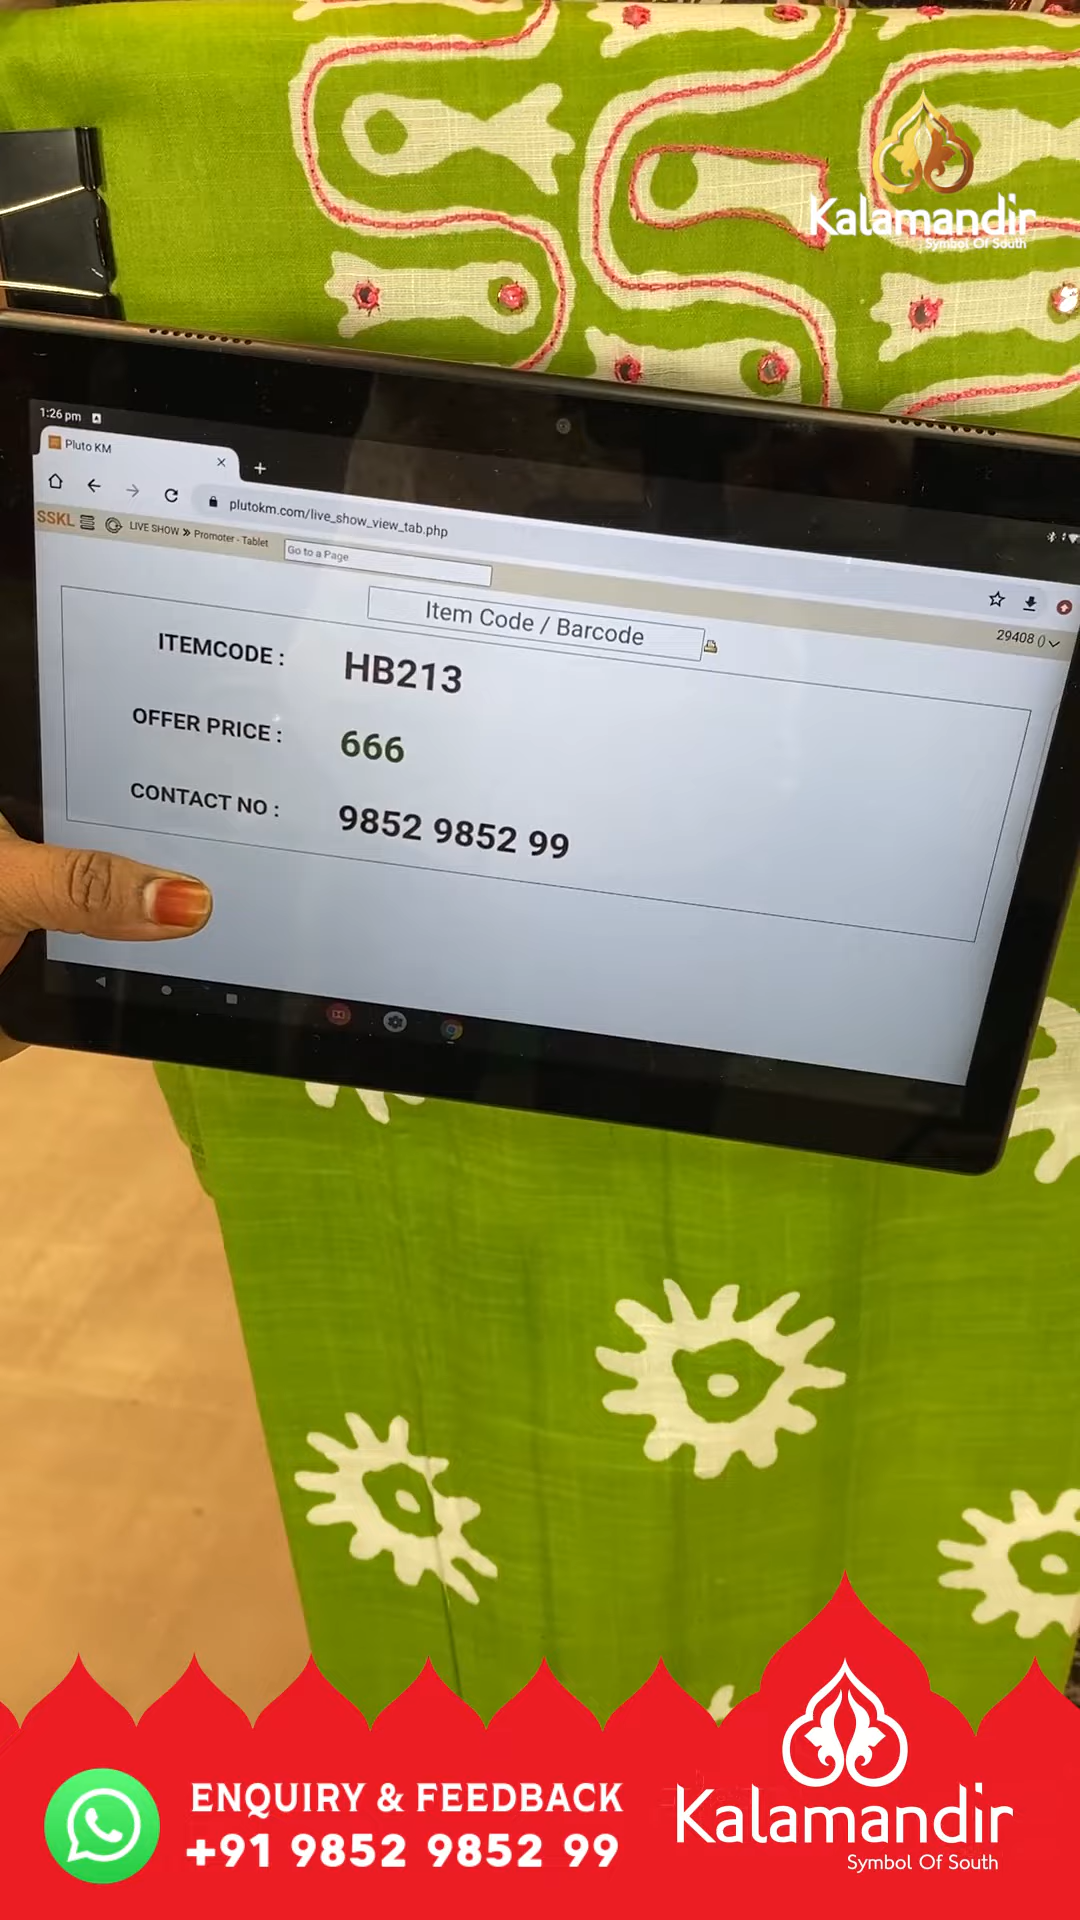 Kalamandir
Symbol Of South
1:26 pm
Pluto KM
plutokm.com/live_show_view_tab.php
SSKL
LIVE SHOW » Promoter - Tablet
Go to a Page
29408 ()
Item Code / Barcode
ITEMCODE : HB213
OFFER PRICE : 666
CONTACT NO : 9852 9852 99
ENQUIRY & FEEDBACK
+91 9852 9852 99
Kalamandir
Symbol Of South